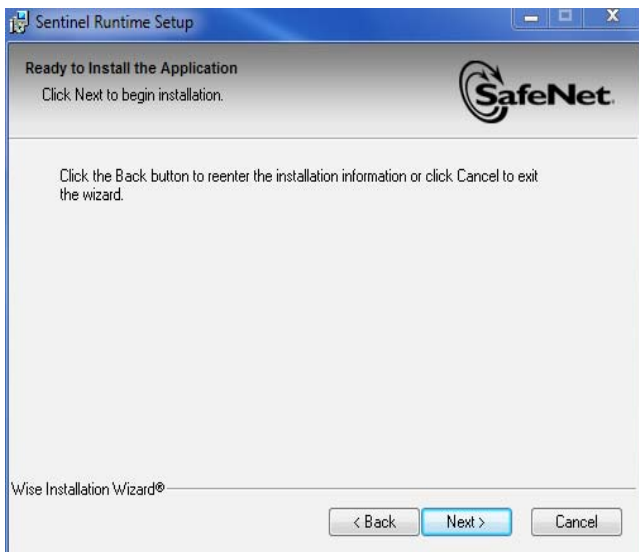 Sentinel Runtime Setup
Ready to Install the Application
Click Next to begin installation.
SafeNet.
Click the Back button to reenter the installation information or click Cancel to exit
the wizard.
Wise Installation Wizard®
< Back
Next >
Cancel